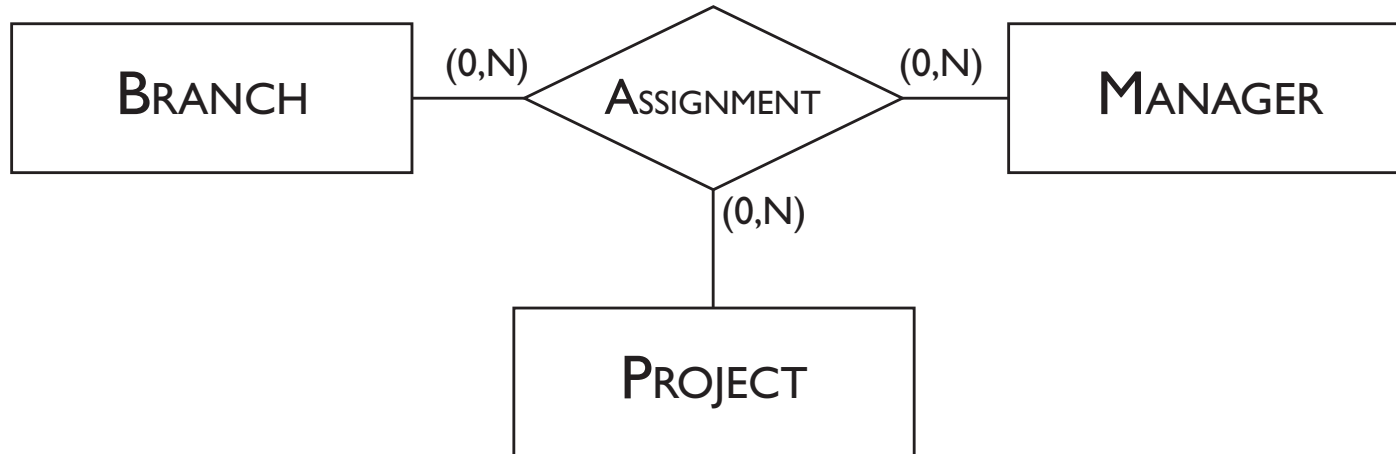 (0,N)
(0,N)
BRANCH
ASSIGNMENT
MANAGER
(0,N)
PROJECT